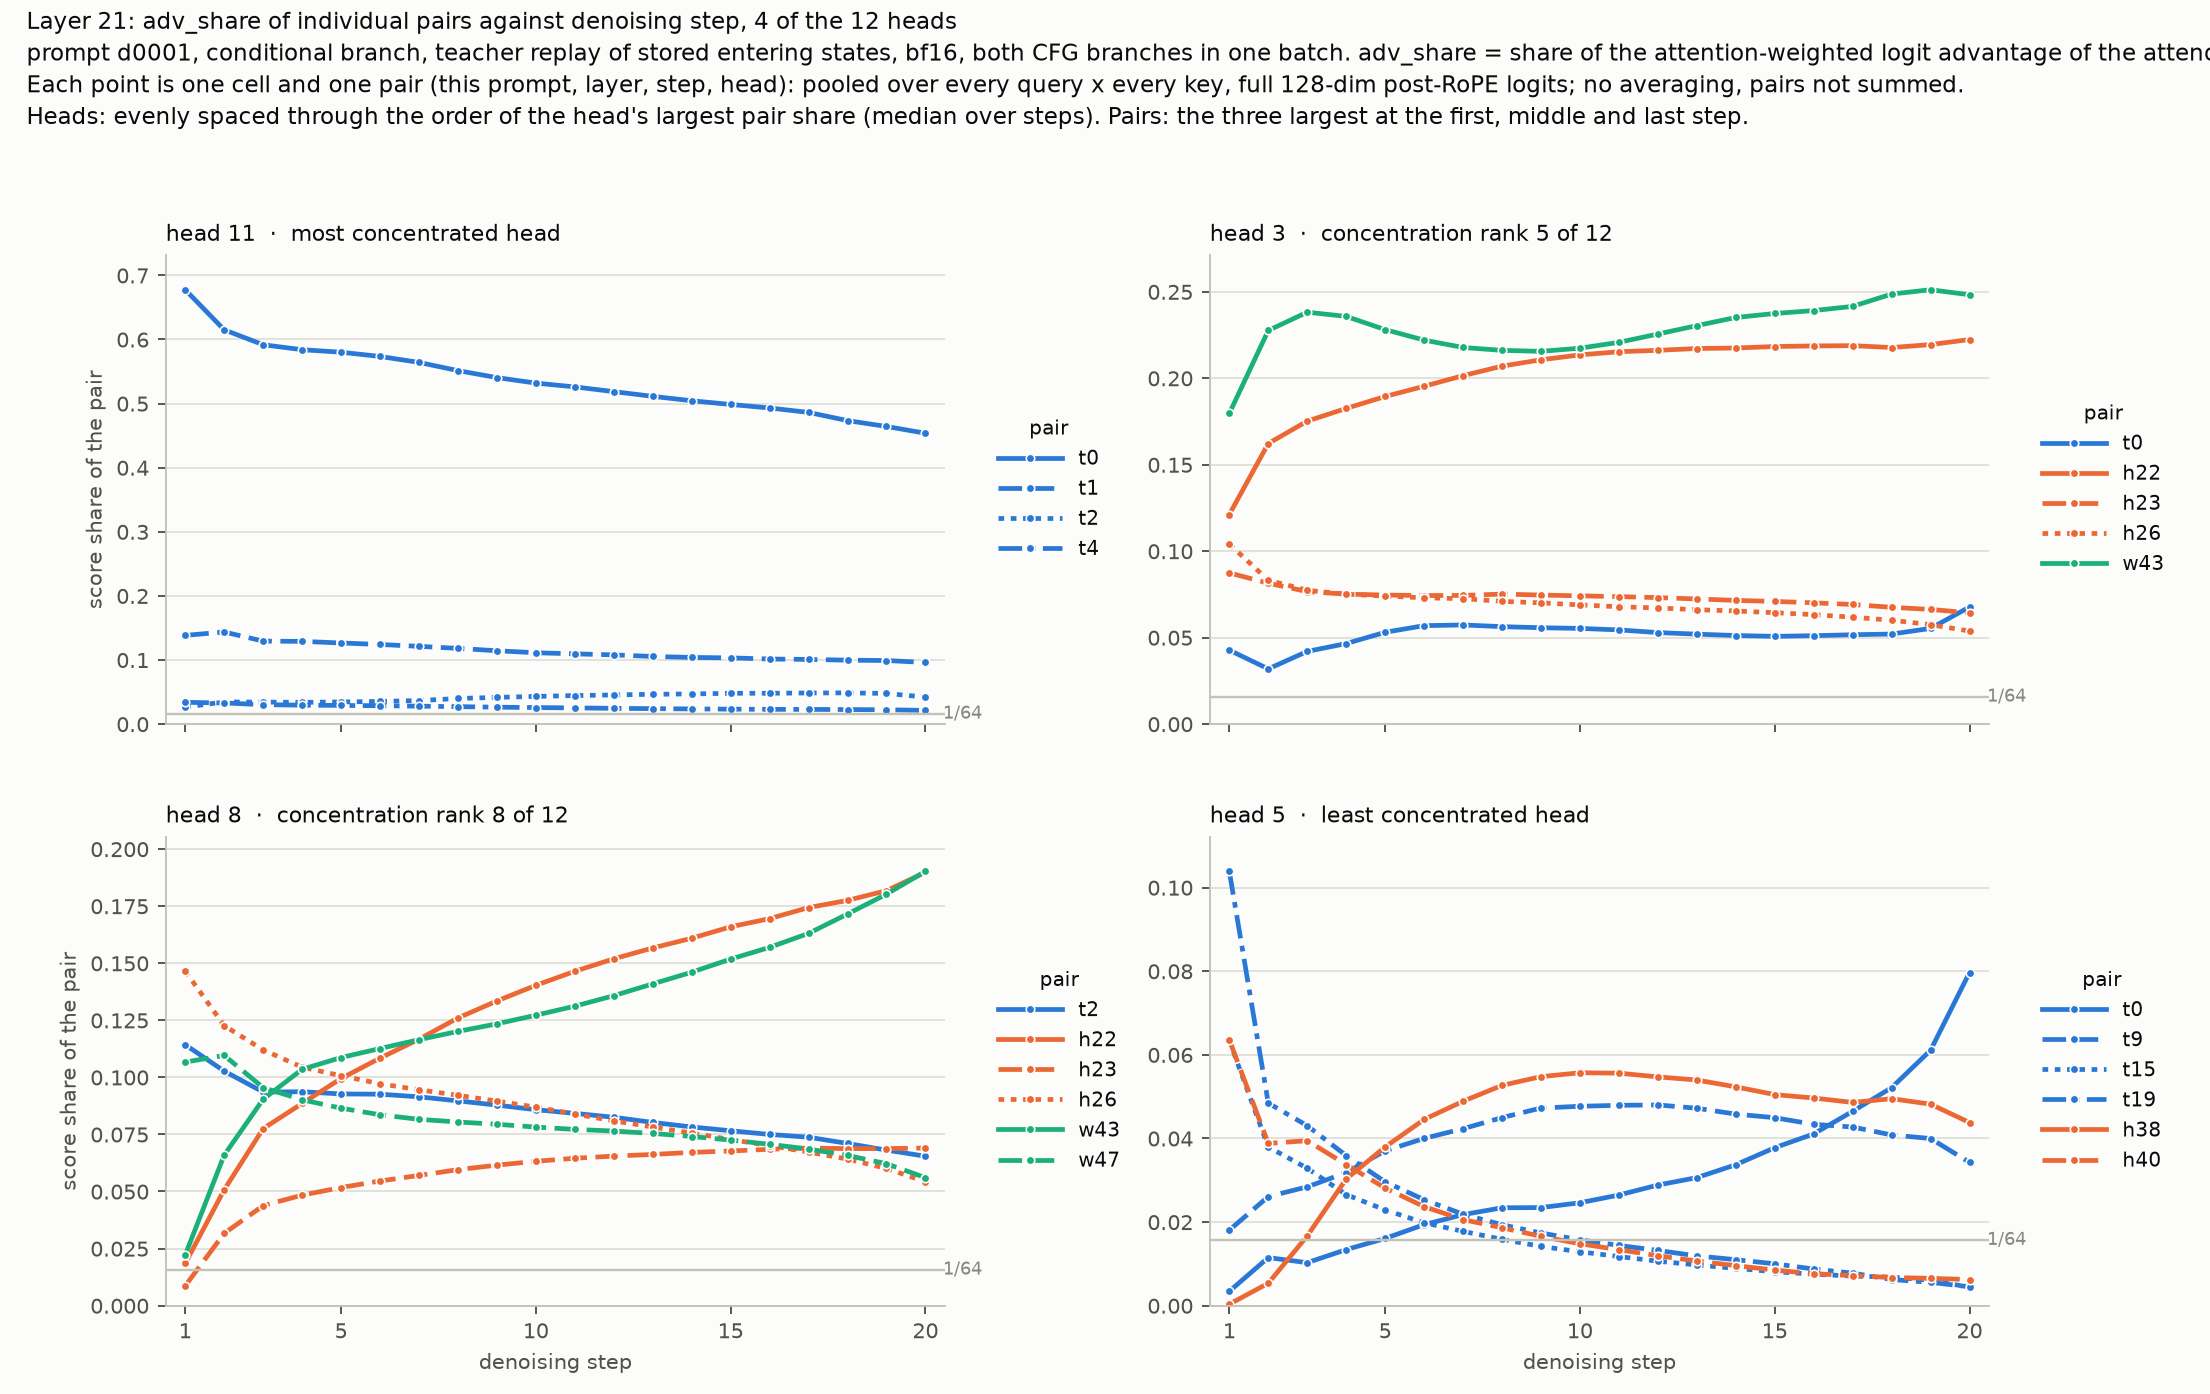 Layer 21: adv_share of individual pairs against denoising step, 4 of the 12 heads
prompt d0001, conditional branch, teacher replay of stored entering states, bf16, both CFG branches in one batch. adv_share = share of the attention-weighted logit advantage of the
Each point is one cell and one pair (this prompt, layer, step, head): pooled over every query x every key, full 128-dim post-RoPE logits; no averaging, pairs not summed.
Heads: evenly spaced through the order of the head's largest pair share (median over steps). Pairs: the three largest at the first, middle and last step.
head 11 · most concentrated head
0.7
0.6
0.5
0.4
0.3
0.2
0.1
0.0
score share of the pair
1/64
pair
t0
t1
t2
t4
head 3 · concentration rank 5 of 12
0.25
0.20
0.15
0.10
0.05
0.00
1/64
pair
t0
h22
h23
h26
w43
head 8 · concentration rank 8 of 12
0.200
0.175
0.150
0.125
0.100
0.075
0.050
0.025
0.000
score share of the pair
1/64
1 5 10 15 20
denoising step
pair
t2
h22
h23
h26
w43
w47
head 5 · least concentrated head
0.10
0.08
0.06
0.04
0.02
0.00
1/64
1 5 10 15 20
denoising step
pair
t0
t9
t15
t19
h38
h40